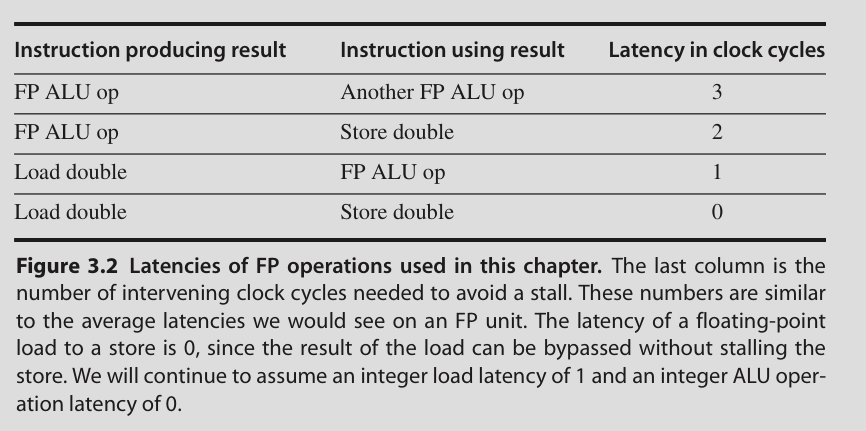 Instruction producing result Instruction using result Latency in clock cycles
FP ALU op Another FP ALU op 3
FP ALU op Store double 2
Load double FP ALU op 1
Load double Store double 0
Figure 3.2 Latencies of FP operations used in this chapter. The last column is the
number of intervening clock cycles needed to avoid a stall. These numbers are similar
to the average latencies we would see on an FP unit. The latency of a floating-point
load to a store is 0, since the result of the load can be bypassed without stalling the
store. We will continue to assume an integer load latency of 1 and an integer ALU oper-
ation latency of 0.